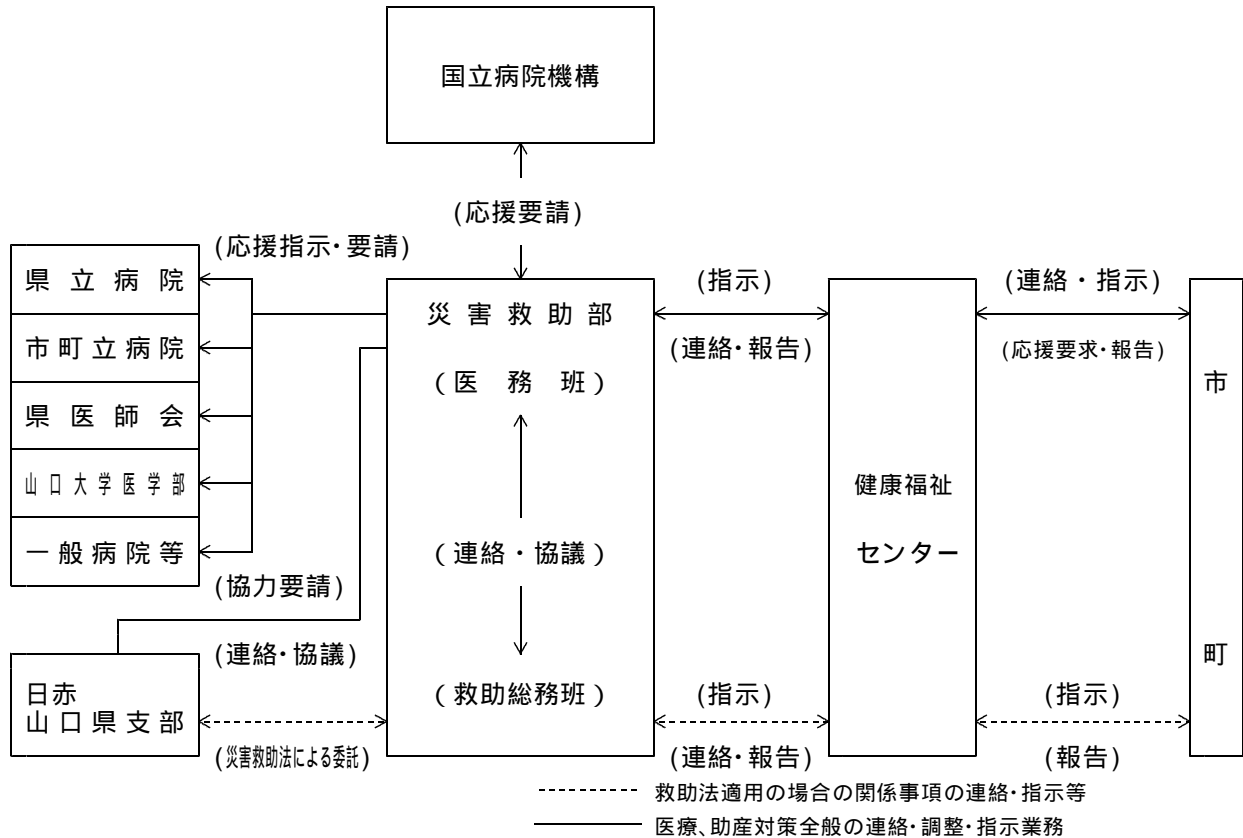 国立病院機構
(応援要請)
(応援指示・要請)
県立病院
市町立病院
県医師会
山口大学医学部
一般病院等
(協力要請)
(連絡・協議)
日赤
山口県支部
(災害救助法による委託)
災害救助部
(医務班)
(連絡・協議)
(救助総務班)
(指示)
(連絡・報告)
(指示)
(連絡・報告)
健康福祉
センター
(連絡・指示)
(応援要求・報告)
(指示)
(報告)
市
町
救助法適用の場合の関係事項の連絡・指示等
医療、助産対策全般の連絡・調整・指示業務